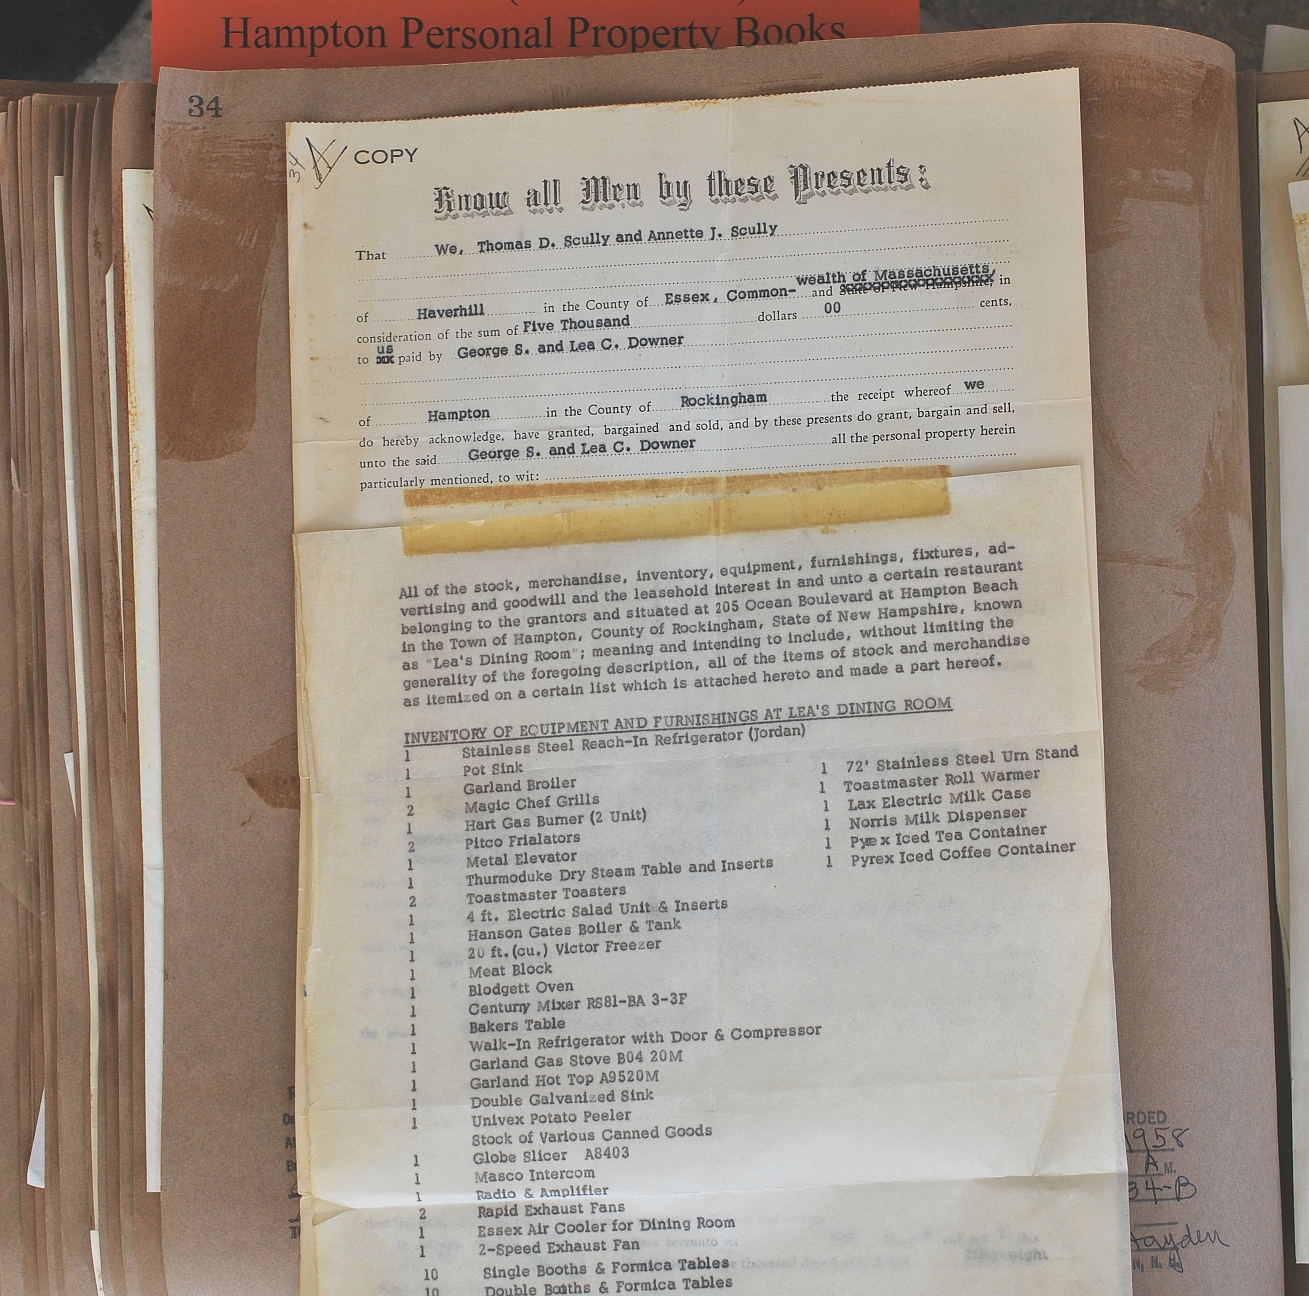 Hampton Personal Property Books
34
34 A COPY
Know all Men by these Presents:
That We, Thomas D. Scully and Annette J. Scully
wealth of Massachusetts,
of Haverhill in the County of Essex, Common- and State of New Hampshire, in
consideration of the sum of Five Thousand dollars 00 cents,
us
to paid by George S. and Lea C. Downer
of Hampton in the County of Rockingham the receipt whereof we
do hereby acknowledge, have granted, bargained and sold, and by these presents do grant, bargain and sell,
unto the said George S. and Lea C. Downer all the personal property herein
particularly mentioned, to wit:
All of the stock, merchandise, inventory, equipment, furnishings, fixtures, ad-
vertising and goodwill and the leasehold interest in and unto a certain restaurant
belonging to the grantors and situated at 205 Ocean Boulevard at Hampton Beach
in the Town of Hampton, County of Rockingham, State of New Hampshire, known
as "Lea's Dining Room"; meaning and intending to include, without limiting the
generality of the foregoing description, all of the items of stock and merchandise
as itemized on a certain list which is attached hereto and made a part hereof.
INVENTORY OF EQUIPMENT AND FURNISHINGS AT LEA'S DINING ROOM
1 Stainless Steel Reach-In Refrigerator (Jordan)
1 Pot Sink
1 Garland Broiler
2 Magic Chef Grills
1 Hart Gas Burner (2 Unit)
2 Pitco Frialators
1 Metal Elevator
1 Thurmoduke Dry Steam Table and Inserts
2 Toastmaster Toasters
1 4 ft. Electric Salad Unit & Inserts
1 Hanson Gates Boiler & Tank
1 20 ft.(cu.) Victor Freezer
1 Meat Block
1 Blodgett Oven
1 Century Mixer RS81-BA 3-3F
1 Bakers Table
1 Walk-In Refrigerator with Door & Compressor
1 Garland Gas Stove B04 20M
1 Garland Hot Top A9520M
1 Double Galvanized Sink
1 Univex Potato Peeler
Stock of Various Canned Goods
1 Globe Slicer A8403
1 Masco Intercom
1 Radio & Amplifier
2 Rapid Exhaust Fans
1 Essex Air Cooler for Dining Room
1 2-Speed Exhaust Fan
10 Single Booths & Formica Tables
10 Double Booths & Formica Tables
1 72' Stainless Steel Urn Stand
1 Toastmaster Roll Warmer
1 Lax Electric Milk Case
1 Norris Milk Dispenser
1 Pyrex Iced Tea Container
1 Pyrex Iced Coffee Container
RDED
1958
A M.
34-B
Hayden
N, N. H.